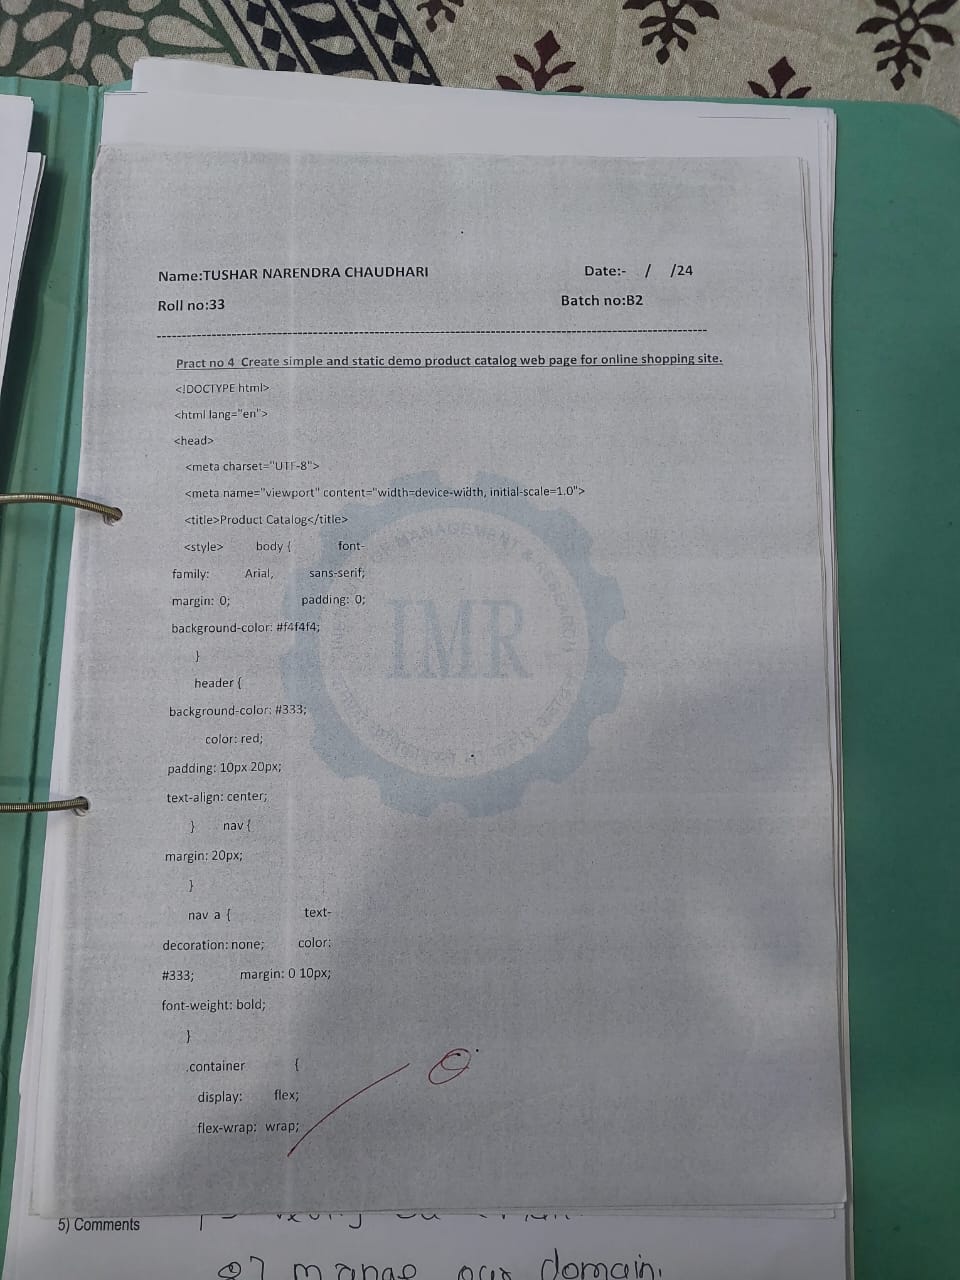 Name:TUSHAR NARENDRA CHAUDHARI Date:- / /24
Roll no:33 Batch no:B2
--------------------------------------------------------------------------------
Pract no 4 Create simple and static demo product catalog web page for online shopping site.
<!DOCTYPE html>
<html lang="en">
<head>
<meta charset="UTF-8">
<meta name="viewport" content="width=device-width, initial-scale=1.0">
<title>Product Catalog</title>
<style> body { font-
family: Arial, sans-serif;
margin: 0; padding: 0;
background-color: #f4f4f4;
}
header {
background-color: #333;
color: red;
padding: 10px 20px;
text-align: center;
} nav {
margin: 20px;
}
nav a { text-
decoration: none; color:
#333; margin: 0 10px;
font-weight: bold;
}
.container {
display: flex;
flex-wrap: wrap;
IMR
MANAGEMENT & RESEARCH
5) Comments
domain.